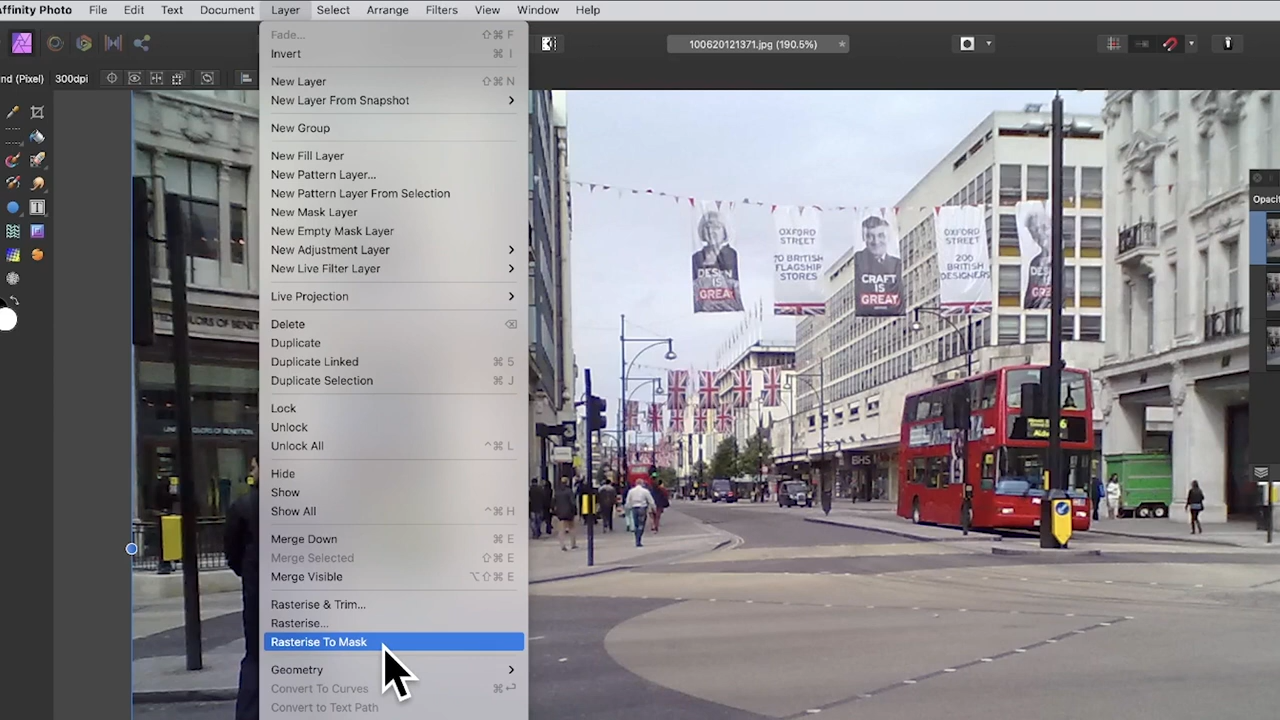 Affinity Photo File Edit Text Document Layer Select Arrange Filters View Window Help
100620121371.jpg (190.5%)
nd (Pixel) 300dpi
Fade... ⇧⌘ F
Invert ⌘ I
New Layer ⇧⌘ N
New Layer From Snapshot
New Group
New Fill Layer
New Pattern Layer...
New Pattern Layer From Selection
New Mask Layer
New Empty Mask Layer
New Adjustment Layer
New Live Filter Layer
Live Projection
Delete
Duplicate
Duplicate Linked ⌘ 5
Duplicate Selection ⌘ J
Lock
Unlock
Unlock All ^⌘ L
Hide
Show
Show All ^⌘ H
Merge Down ⌘ E
Merge Selected ⇧⌘ E
Merge Visible ⌥⇧⌘ E
Rasterise & Trim...
Rasterise...
Rasterise To Mask
Geometry
Convert To Curves ⌘↩
Convert to Text Path
Opacit
DESIGN
IS
GREAT
OXFORD
STREET
70 BRITISH
FLAGSHIP
STORES
CRAFT
IS
GREAT
OXFORD
STREET
200
BRITISH
DESIGNERS
BHS